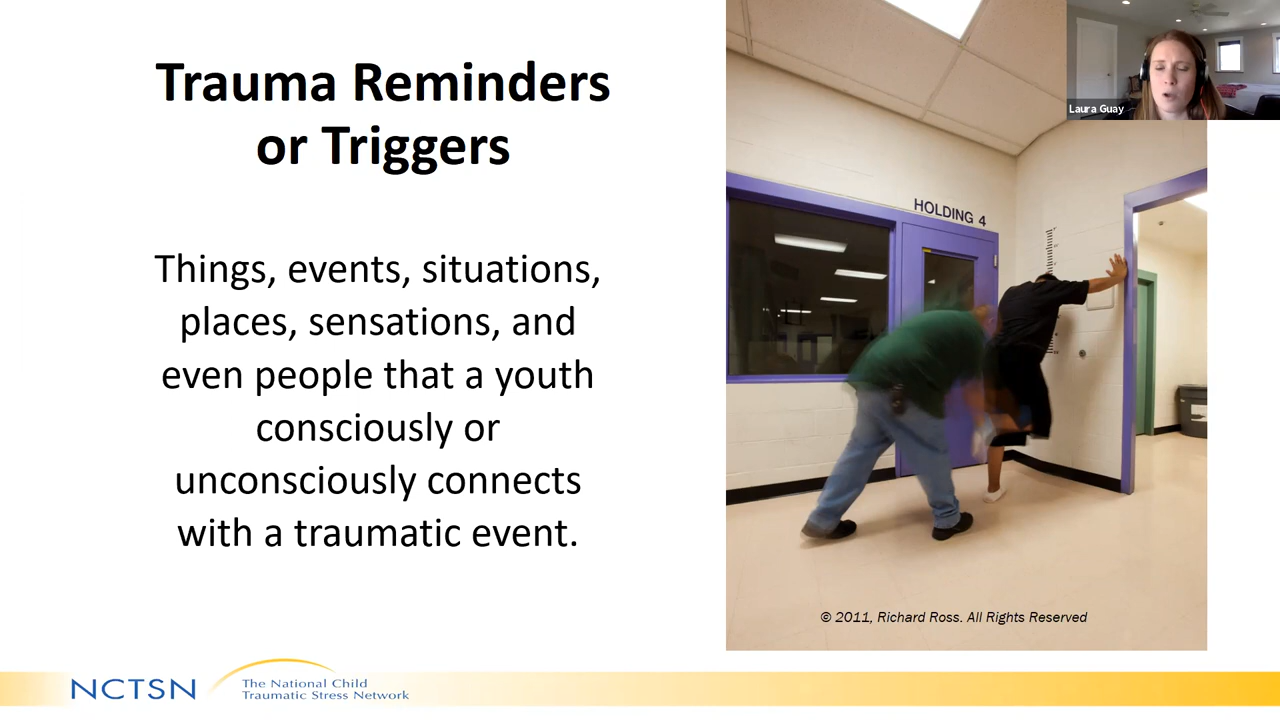 Trauma Reminders
or Triggers
Things, events, situations,
places, sensations, and
even people that a youth
consciously or
unconsciously connects
with a traumatic event.
Laura Guay
HOLDING 4
© 2011, Richard Ross. All Rights Reserved
NCTSN
The National Child
Traumatic Stress Network